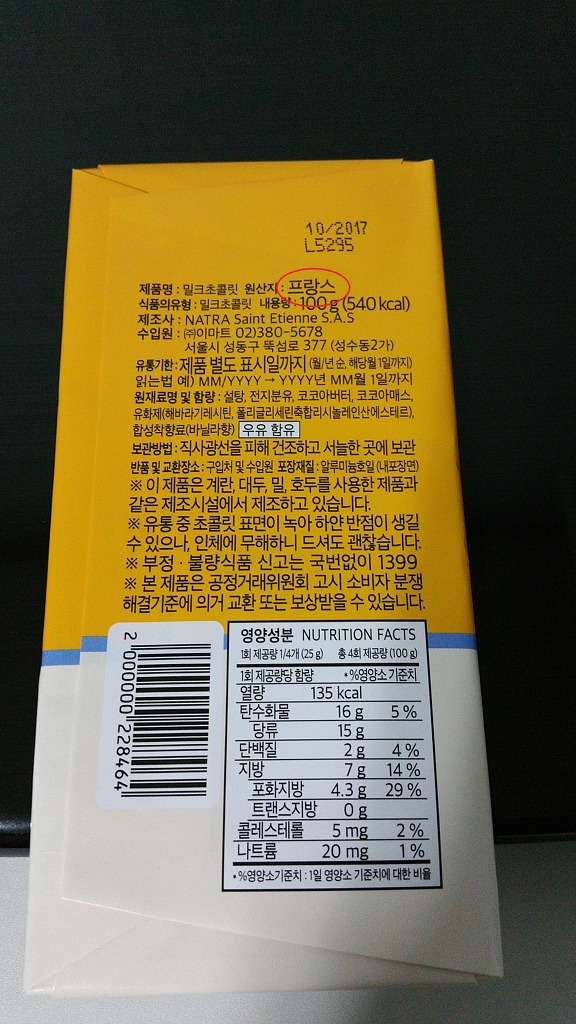 10/2017
L5295
제품명 : 밀크초콜릿 원산지 : 프랑스
식품의유형 : 밀크초콜릿 내용량 : 100 g (540 kcal)
제조사 : NATRA Saint Etienne S.A.S
수입원 : ㈜이마트 02)380-5678
서울시 성동구 뚝섬로 377 (성수동2가)
유통기한 : 제품 별도 표시일까지 (월/년 순, 해당월 1일까지)
읽는법 예) MM/YYYY → YYYY년 MM월 1일까지
원재료명 및 함량 : 설탕, 전지분유, 코코아버터, 코코아매스,
유화제(해바라기레시틴, 폴리글리세린축합리시놀레인산에스테르),
합성착향료(바닐라향) 우유 함유
보관방법 : 직사광선을 피해 건조하고 서늘한 곳에 보관
반품 및 교환장소 : 구입처 및 수입원 포장재질 : 알루미늄호일 (내포장면)
※ 이 제품은 계란, 대두, 밀, 호두를 사용한 제품과
같은 제조시설에서 제조하고 있습니다.
※ 유통 중 초콜릿 표면이 녹아 하얀 반점이 생길
수 있으나, 인체에 무해하니 드셔도 괜찮습니다.
※ 부정 · 불량식품 신고는 국번없이 1399
※ 본 제품은 공정거래위원회 고시 소비자 분쟁
해결기준에 의거 교환 또는 보상받을 수 있습니다.
2 000000 228464
영양성분 NUTRITION FACTS
1회 제공량 1/4개 (25 g) 총 4회 제공량 (100 g)
1회 제공량당 함량 *%영양소 기준치
열량 135 kcal
탄수화물 16 g 5 %
당류 15 g
단백질 2 g 4 %
지방 7 g 14 %
포화지방 4.3 g 29 %
트랜스지방 0 g
콜레스테롤 5 mg 2 %
나트륨 20 mg 1 %
*%영양소기준치 : 1일 영양소 기준치에 대한 비율